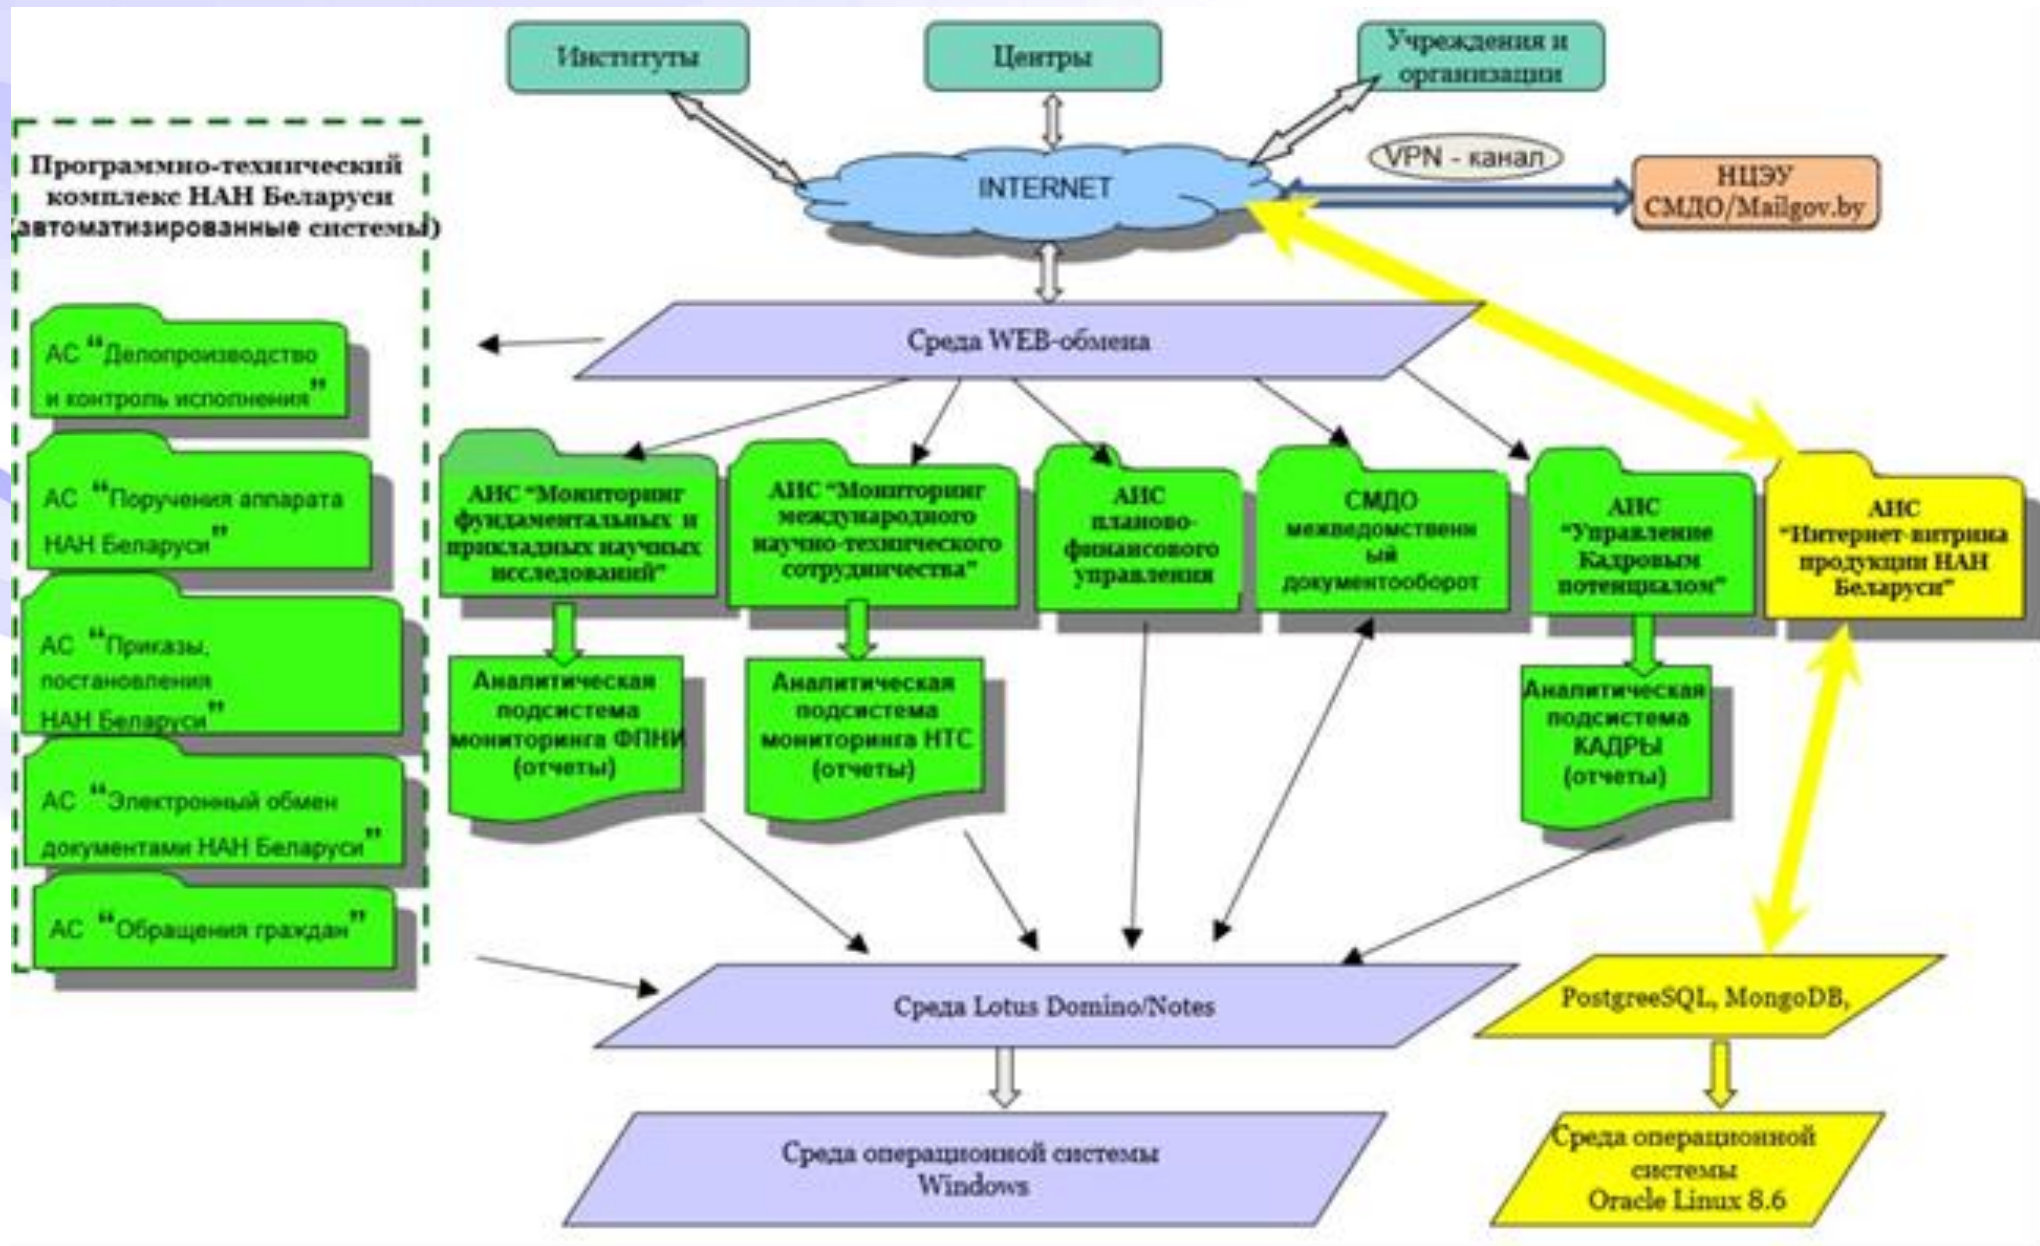 Институты
Центры
Учреждения и
организации
Программно-технический
комплекс НАН Беларуси
(автоматизированные системы)
INTERNET
VPN - канал
НЦЭУ
СМДО/Mailgov.by
Среда WEB-обмена
АС “Делопроизводство
и контроль исполнения”
АС “Поручения аппарата
НАН Беларуси”
АС “Приказы,
постановления
НАН Беларуси”
АС “Электронный обмен
документами НАН Беларуси”
АС “Обращения граждан”
АИС “Мониторинг
фундаментальных и
прикладных научных
исследований”
АИС “Мониторинг
международного
научно-технического
сотрудничества”
АИС
планово-
финансового
управления
СМДО
межведомственн
ый
документооборот
АИС
“Управление
Кадровым
потенциалом”
АИС
“Интернет-витрина
продукции НАН
Беларуси”
Аналитическая
подсистема
мониторинга ФПНИ
(отчеты)
Аналитическая
подсистема
мониторинга НТС
(отчеты)
Аналитическая
подсистема
КАДРЫ
(отчеты)
Среда Lotus Domino/Notes
PostgreeSQL, MongoDB,
Среда операционной системы
Windows
Среда операционной
системы
Oracle Linux 8.6